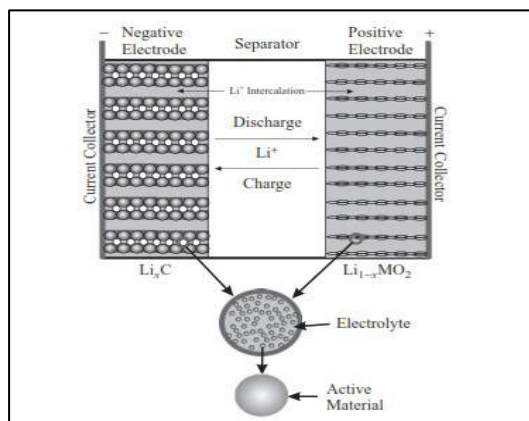 −
Negative
Electrode
Separator
Positive
Electrode
+
Current Collector
Li⁺ Intercalation
Discharge
Li⁺
Charge
Current Collector
LiₓC
Li₁₋ₓMO₂
Electrolyte
Active
Material